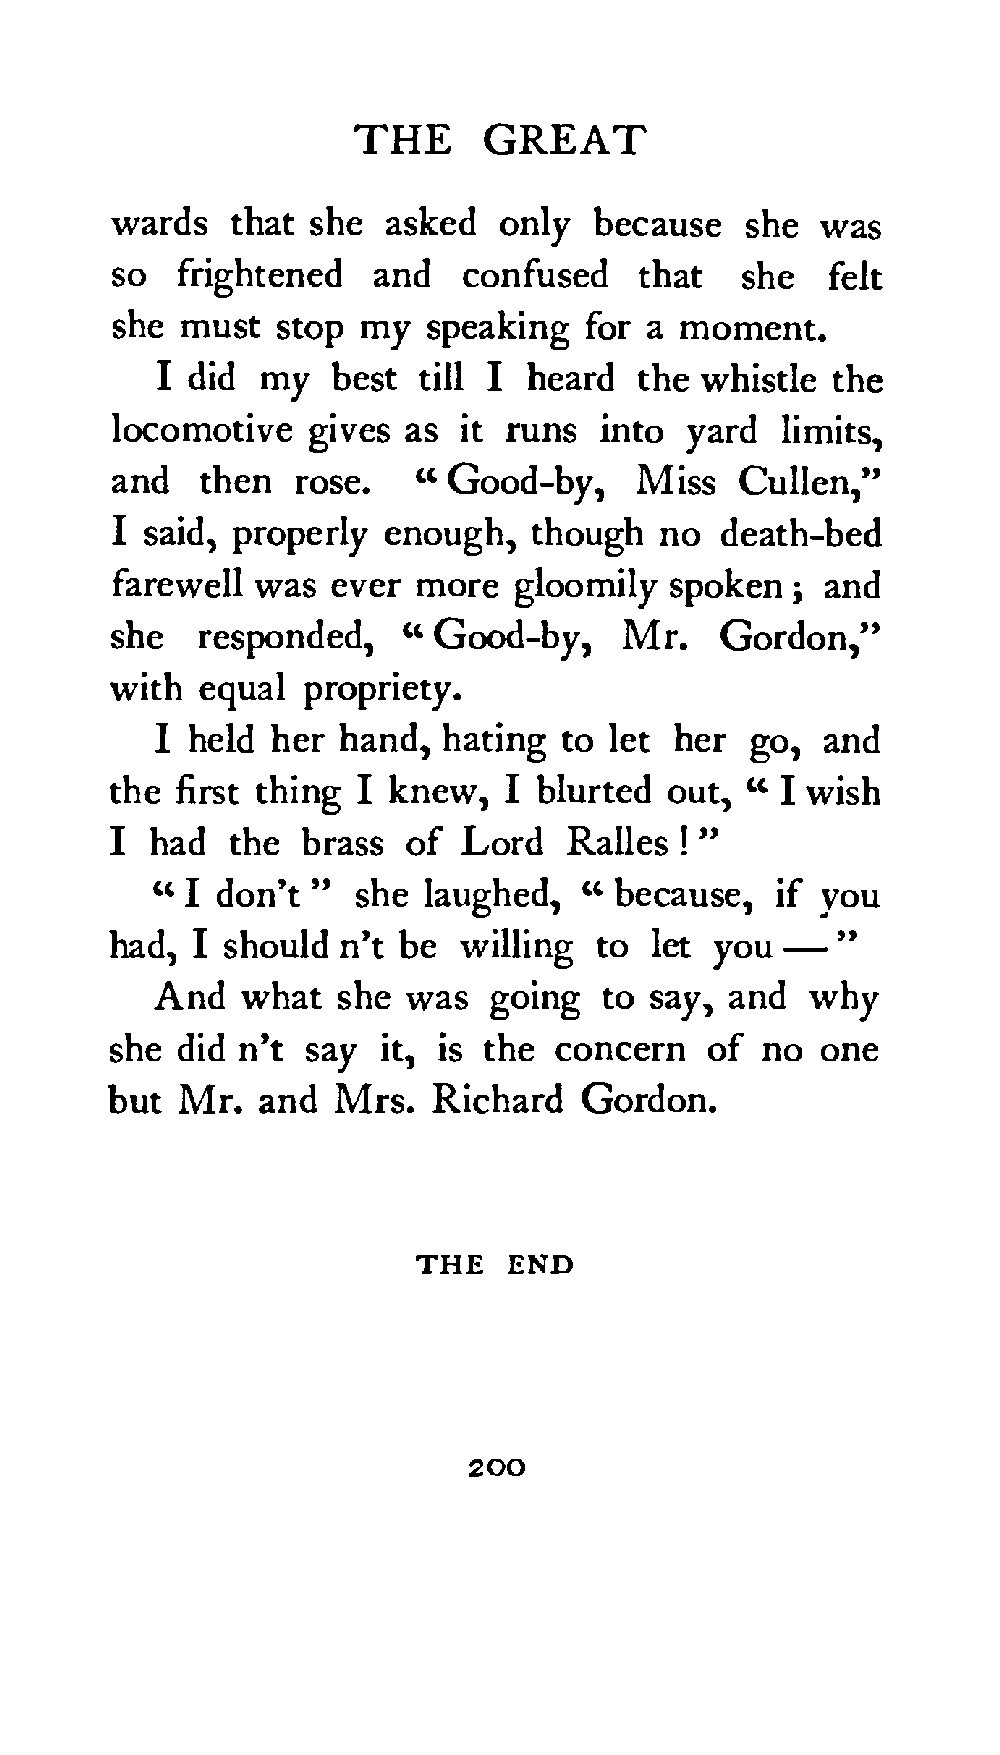 THE GREAT
wards that she asked only because she was
so frightened and confused that she felt
she must stop my speaking for a moment.
I did my best till I heard the whistle the
locomotive gives as it runs into yard limits,
and then rose. “ Good-by, Miss Cullen,”
I said, properly enough, though no death-bed
farewell was ever more gloomily spoken ; and
she responded, “ Good-by, Mr. Gordon,”
with equal propriety.
I held her hand, hating to let her go, and
the first thing I knew, I blurted out, “ I wish
I had the brass of Lord Ralles ! ”
“ I don’t ” she laughed, “ because, if you
had, I should n’t be willing to let you — ”
And what she was going to say, and why
she did n’t say it, is the concern of no one
but Mr. and Mrs. Richard Gordon.
THE END
200